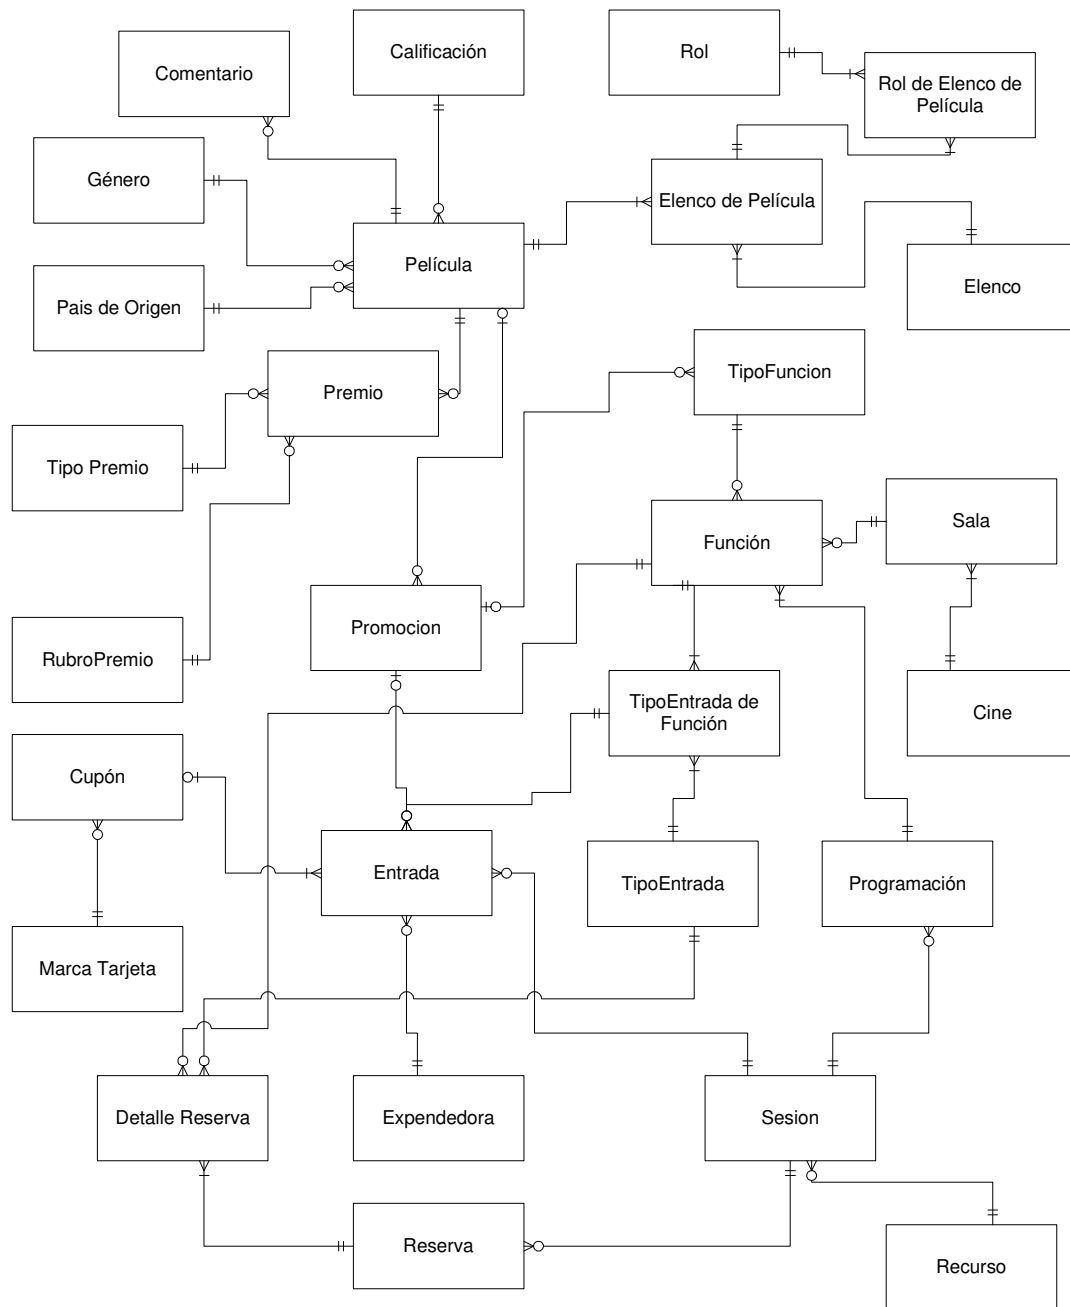 Calificación
Rol
Comentario
Rol de Elenco de
Película
Género
Elenco de Película
Película
Pais de Origen
Elenco
Premio
TipoFuncion
Tipo Premio
Sala
Función
Promocion
RubroPremio
TipoEntrada de
Función
Cine
Cupón
Entrada
TipoEntrada
Programación
Marca Tarjeta
Detalle Reserva
Expendedora
Sesion
Reserva
Recurso